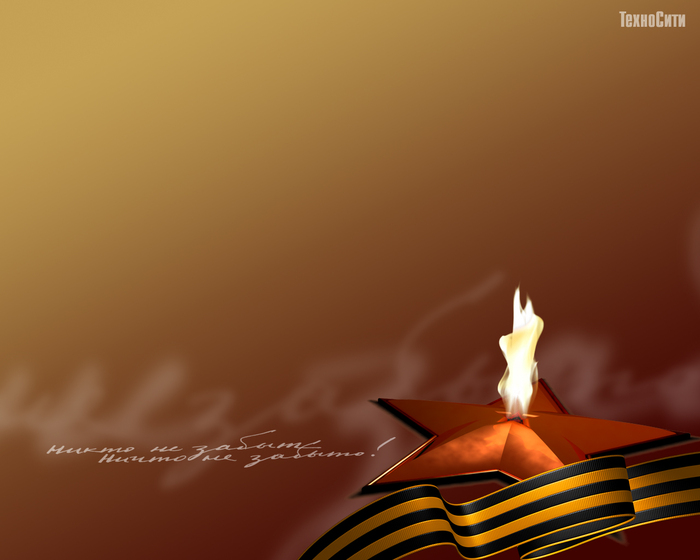 ТехноСити
Никто не забыт
Ничто не забыто!